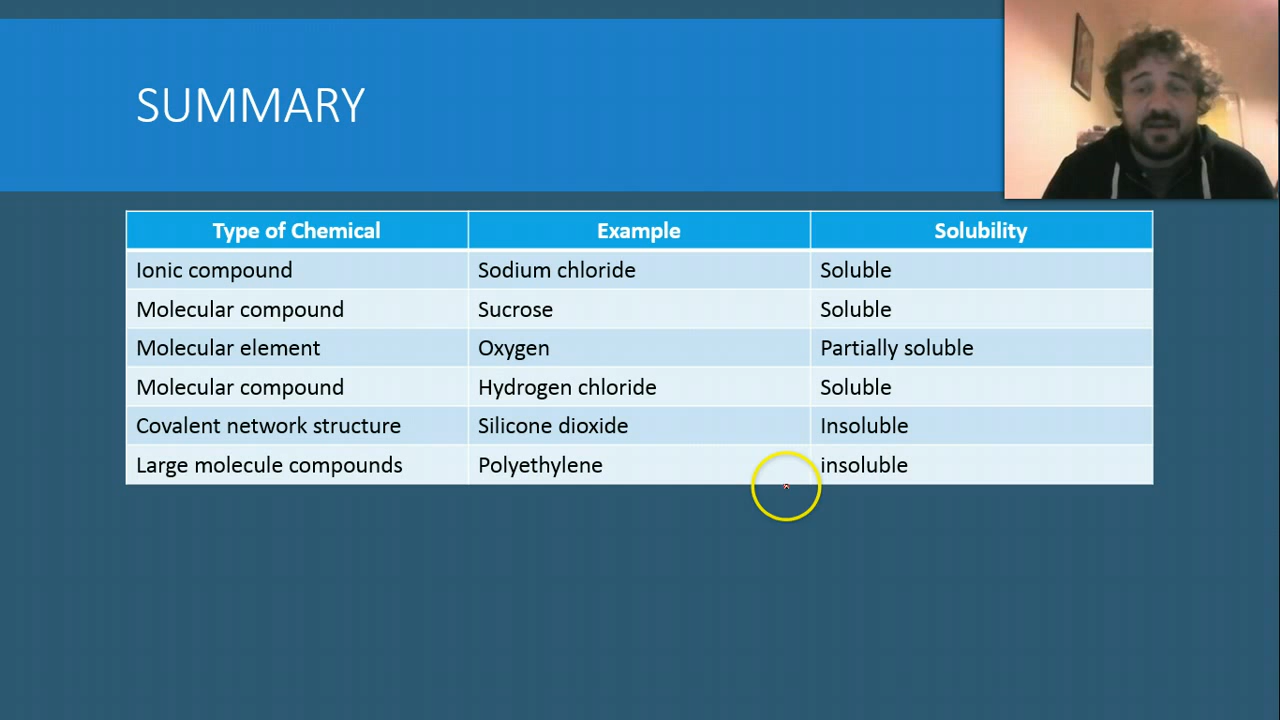 SUMMARY
Type of Chemical Example Solubility
Ionic compound Sodium chloride Soluble
Molecular compound Sucrose Soluble
Molecular element Oxygen Partially soluble
Molecular compound Hydrogen chloride Soluble
Covalent network structure Silicone dioxide Insoluble
Large molecule compounds Polyethylene insoluble